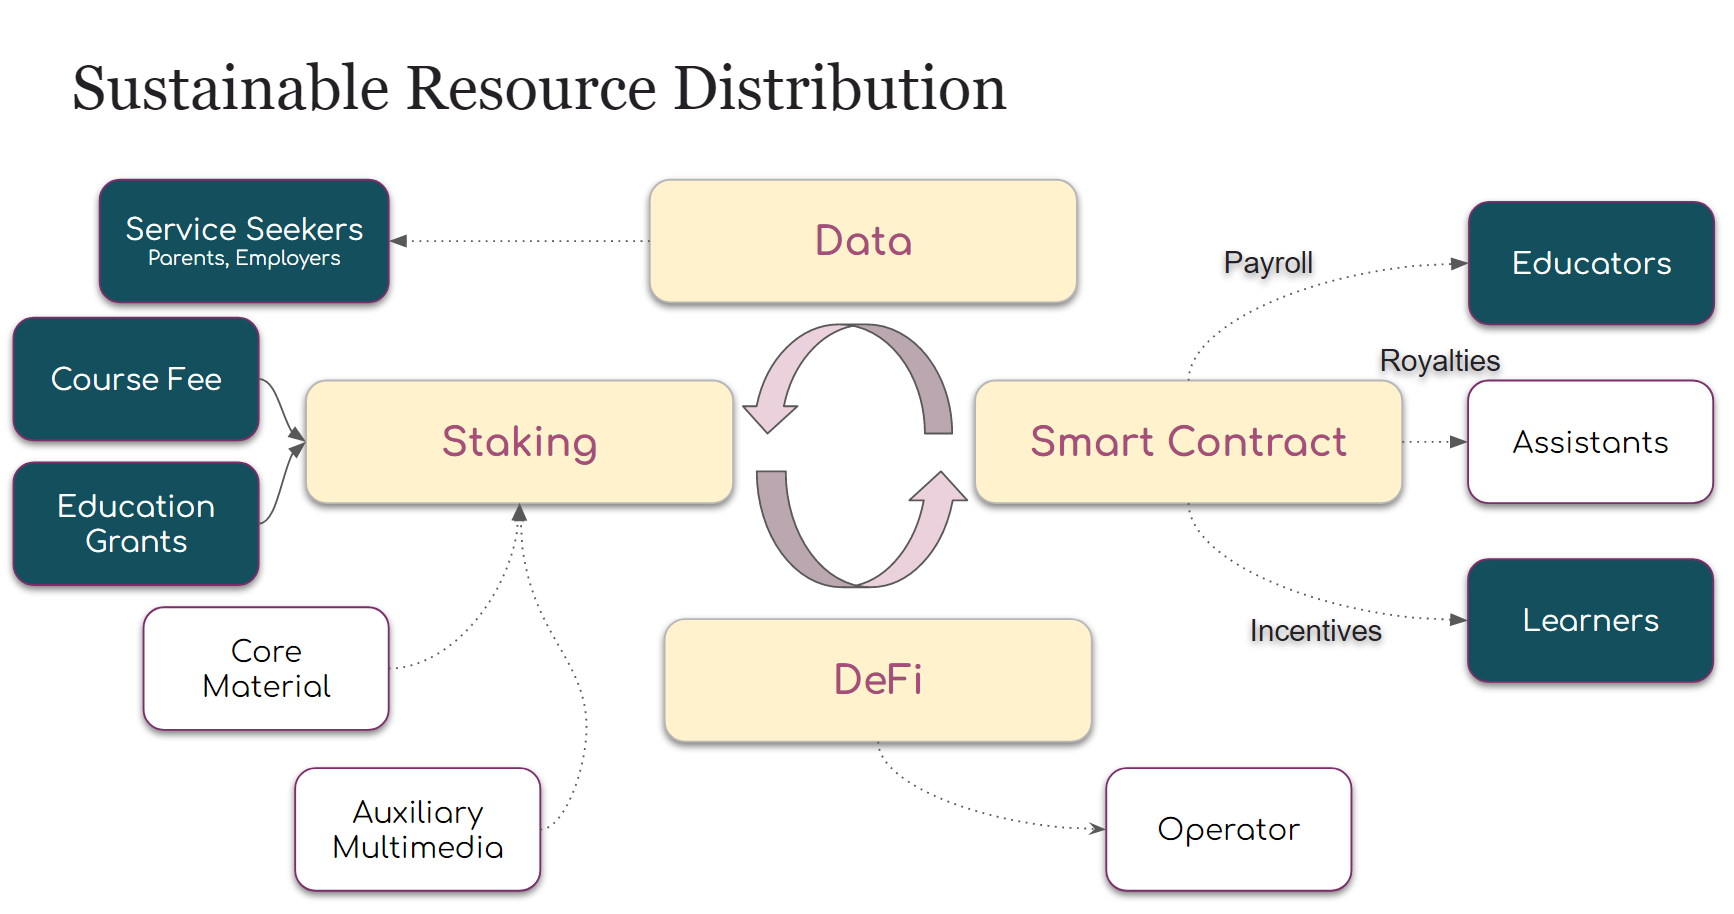 Sustainable Resource Distribution
Service Seekers
Parents, Employers
Data
Payroll
Educators
Course Fee
Royalties
Staking
Smart Contract
Assistants
Education
Grants
Core
Material
DeFi
Incentives
Learners
Auxiliary
Multimedia
Operator